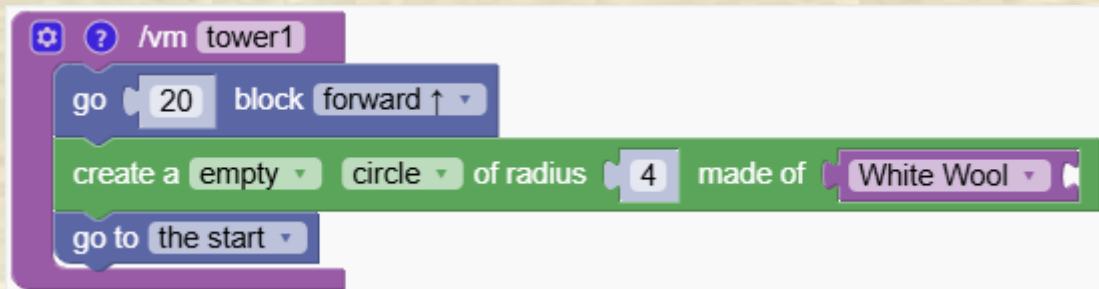 ? /vm tower1
go 20 block forward ↑
create a empty circle of radius 4 made of White Wool
go to the start